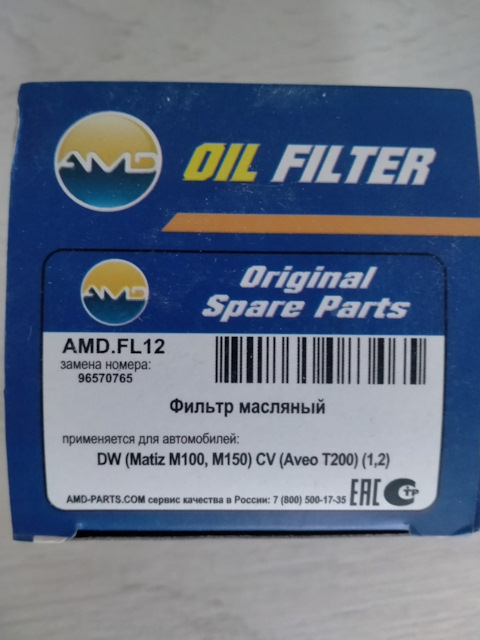 AMD
OIL FILTER
AMD
Original
Spare Parts
AMD.FL12
замена номера:
96570765
Фильтр масляный
применяется для автомобилей:
DW (Matiz M100, M150) CV (Aveo T200) (1,2)
AMD-PARTS.COM сервис качества в России: 7 (800) 500-17-35
EAC
СТР